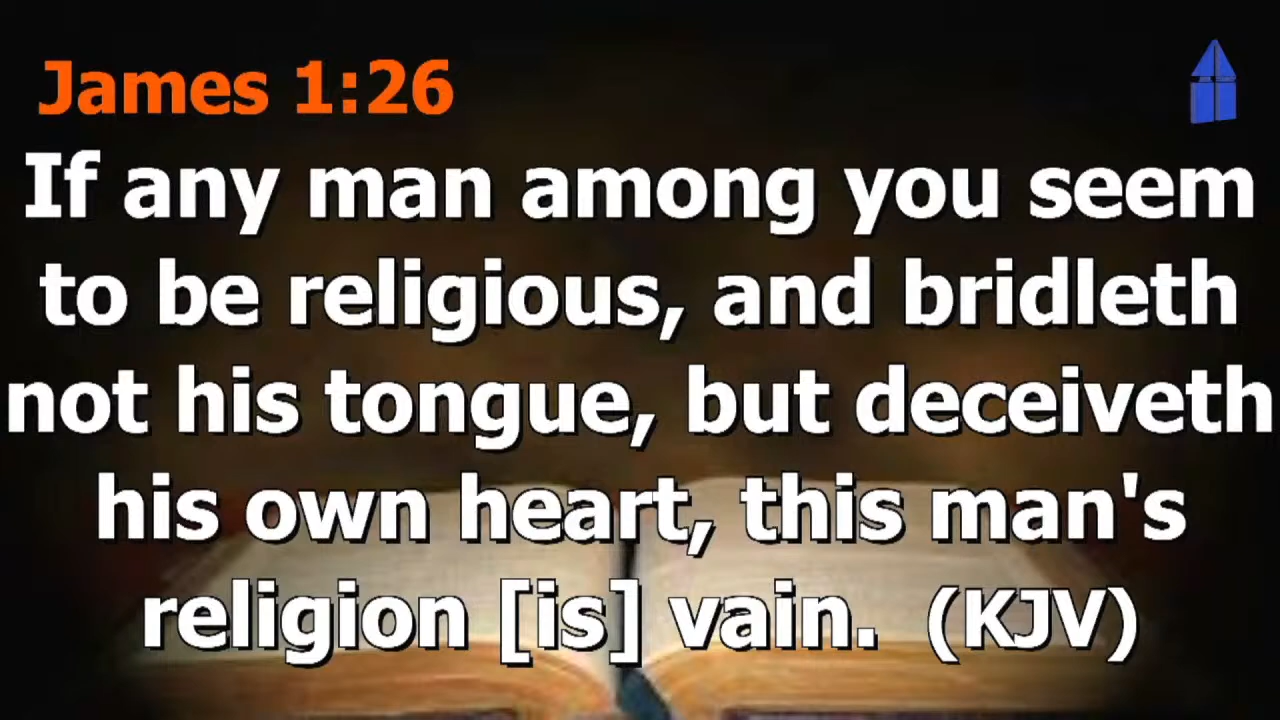 James 1:26
If any man among you seem
to be religious, and bridleth
not his tongue, but deceiveth
his own heart, this man's
religion [is] vain. (KJV)